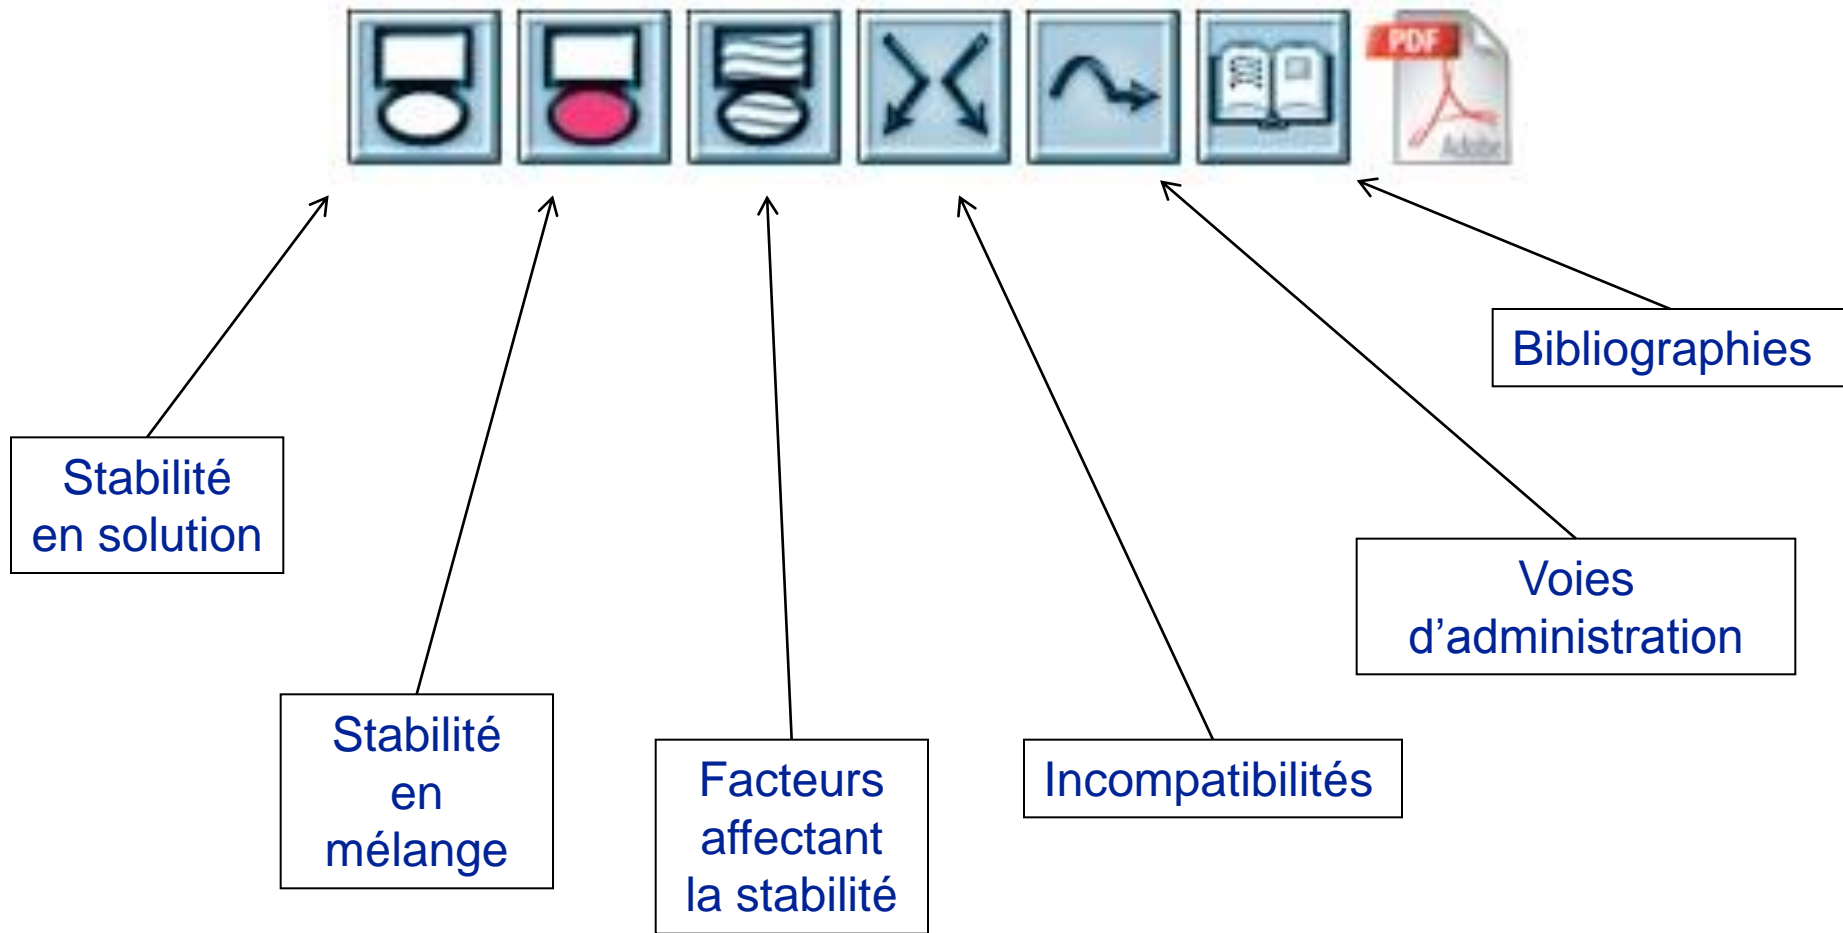 PDF
Adobe
Bibliographies
Stabilité
en solution
Voies
d’administration
Stabilité
en
mélange
Facteurs
affectant
la stabilité
Incompatibilités